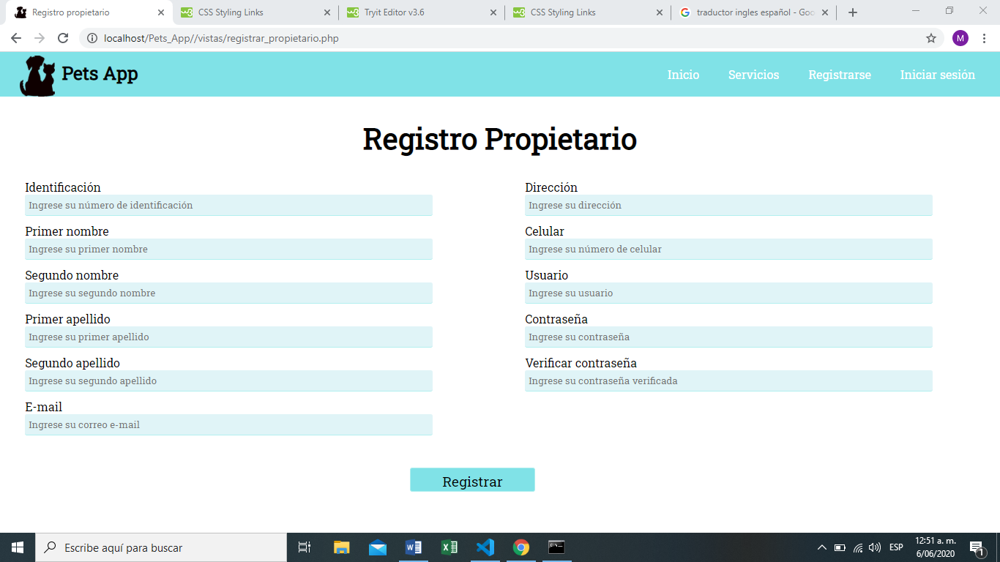 Registro propietario
CSS Styling Links
Tryit Editor v3.6
CSS Styling Links
traductor ingles español - Goo
localhost/Pets_App//vistas/registrar_propietario.php
M
Pets App
Inicio
Servicios
Registrarse
Iniciar sesión
Registro Propietario
Identificación
Ingrese su número de identificación
Primer nombre
Ingrese su primer nombre
Segundo nombre
Ingrese su segundo nombre
Primer apellido
Ingrese su primer apellido
Segundo apellido
Ingrese su segundo apellido
E-mail
Ingrese su correo e-mail
Dirección
Ingrese su dirección
Celular
Ingrese su número de celular
Usuario
Ingrese su usuario
Contraseña
Ingrese su contraseña
Verificar contraseña
Ingrese su contraseña verificada
Registrar
Escribe aquí para buscar
ESP
12:51 a. m.
6/06/2020
1